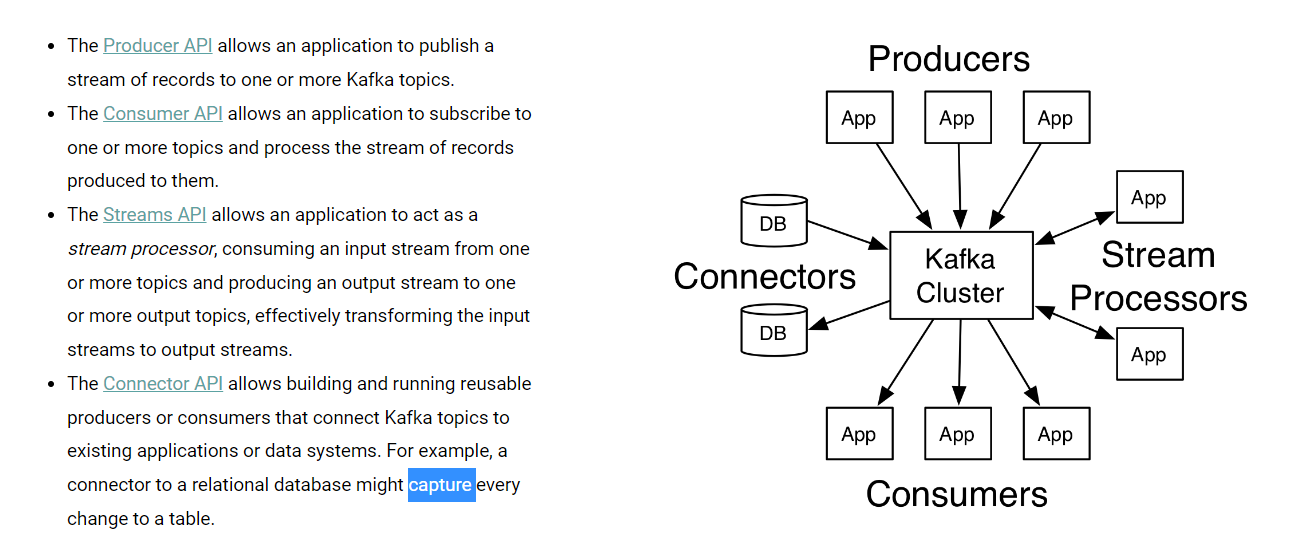 • The Producer API allows an application to publish a
stream of records to one or more Kafka topics.
• The Consumer API allows an application to subscribe to
one or more topics and process the stream of records
produced to them.
• The Streams API allows an application to act as a
stream processor, consuming an input stream from one
or more topics and producing an output stream to one
or more output topics, effectively transforming the input
streams to output streams.
• The Connector API allows building and running reusable
producers or consumers that connect Kafka topics to
existing applications or data systems. For example, a
connector to a relational database might capture every
change to a table.
Producers
App
App
App
DB
Connectors
DB
Kafka
Cluster
App
Stream
Processors
App
App
App
App
Consumers